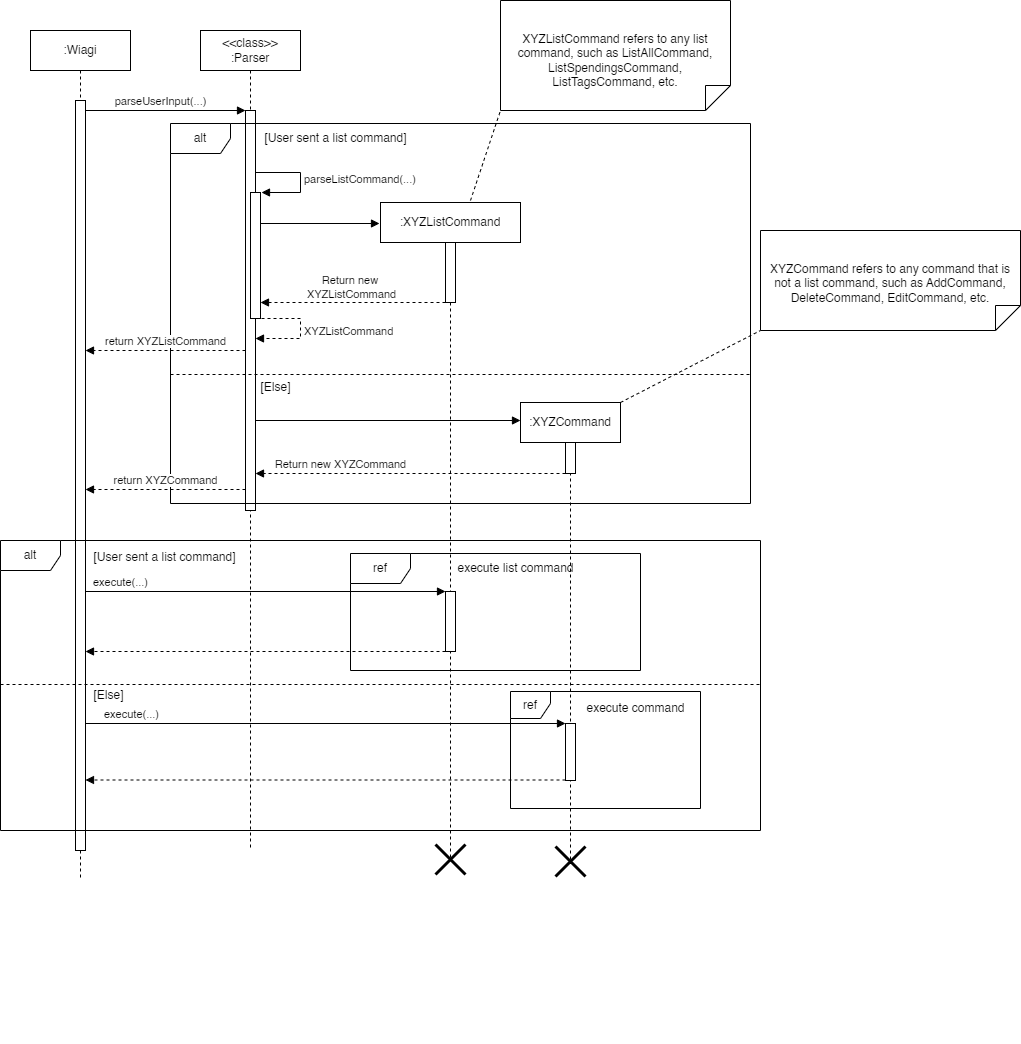 XYZListCommand refers to any list
command, such as ListAllCommand,
ListSpendingsCommand,
ListTagsCommand, etc.
:Wiagi
<<class>>
:Parser
parseUserInput(...)
alt
[User sent a list command]
parseListCommand(...)
:XYZListCommand
XYZCommand refers to any command that is
not a list command, such as AddCommand,
DeleteCommand, EditCommand, etc.
Return new
XYZListCommand
XYZListCommand
return XYZListCommand
[Else]
:XYZCommand
Return new XYZCommand
return XYZCommand
alt
[User sent a list command]
ref
execute list command
execute(...)
[Else]
ref
execute command
execute(...)